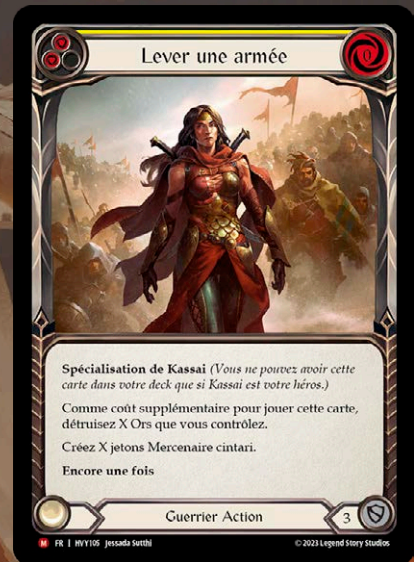 Lever une armée
0
Spécialisation de Kassai (Vous ne pouvez avoir cette
carte dans votre deck que si Kassai est votre héros.)
Comme coût supplémentaire pour jouer cette carte,
détruisez X Ors que vous contrôlez.
Créez X jetons Mercenaire cintari.
Encore une fois
Guerrier Action
3
M FR | HVY105 Jessada Sutthi
© 2023 Legend Story Studios